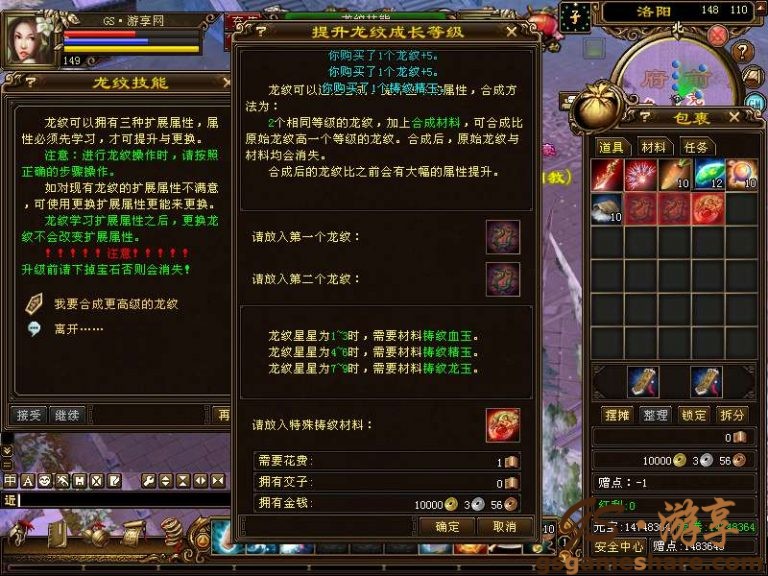 GS·游享网
149
龙纹技能
龙纹可以拥有三种扩展属性，属
性必须先学习，才可提升与更换。
注意：进行龙纹操作时，请按照
正确的步骤操作。
如对现有龙纹的扩展属性不满意
，可使用更换扩展属性更能来更换。
龙纹学习扩展属性之后，更换龙
纹不会改变扩展属性。
！！！！！注意！！！！！
升级前请下掉宝石否则会消失！
我要合成更高级的龙纹
离开……
接受
继续
再
近
提升龙纹成长等级
你购买了1个龙纹+5。
你购买了1个龙纹+5。
你购买了1个铸纹精玉
属性，合成方
法为：
2个相同等级的龙纹，加上合成材料，可合成比
原始龙纹高一个等级的龙纹。合成后，原始龙纹与
材料均会消失。
合成后的龙纹比之前会有大幅的属性提升。
请放入第一个龙纹：
请放入第二个龙纹：
龙纹星星为1~3时，需要材料铸纹血玉。
龙纹星星为4~6时，需要材料铸纹精玉。
龙纹星星为7~9时，需要材料铸纹龙玉。
请放入特殊铸纹材料：
需要花费： 1
拥有交子： 0
拥有金钱： 10000 3 56
确定
取消
洛阳
148 110
北
府前
包裹
道具
材料
任务
10
12
10
10
摆摊
整理
锁定
拆分
0
10000 3 56
赠点：-1
红利:0
安全中心
游享
gsgameshare.com